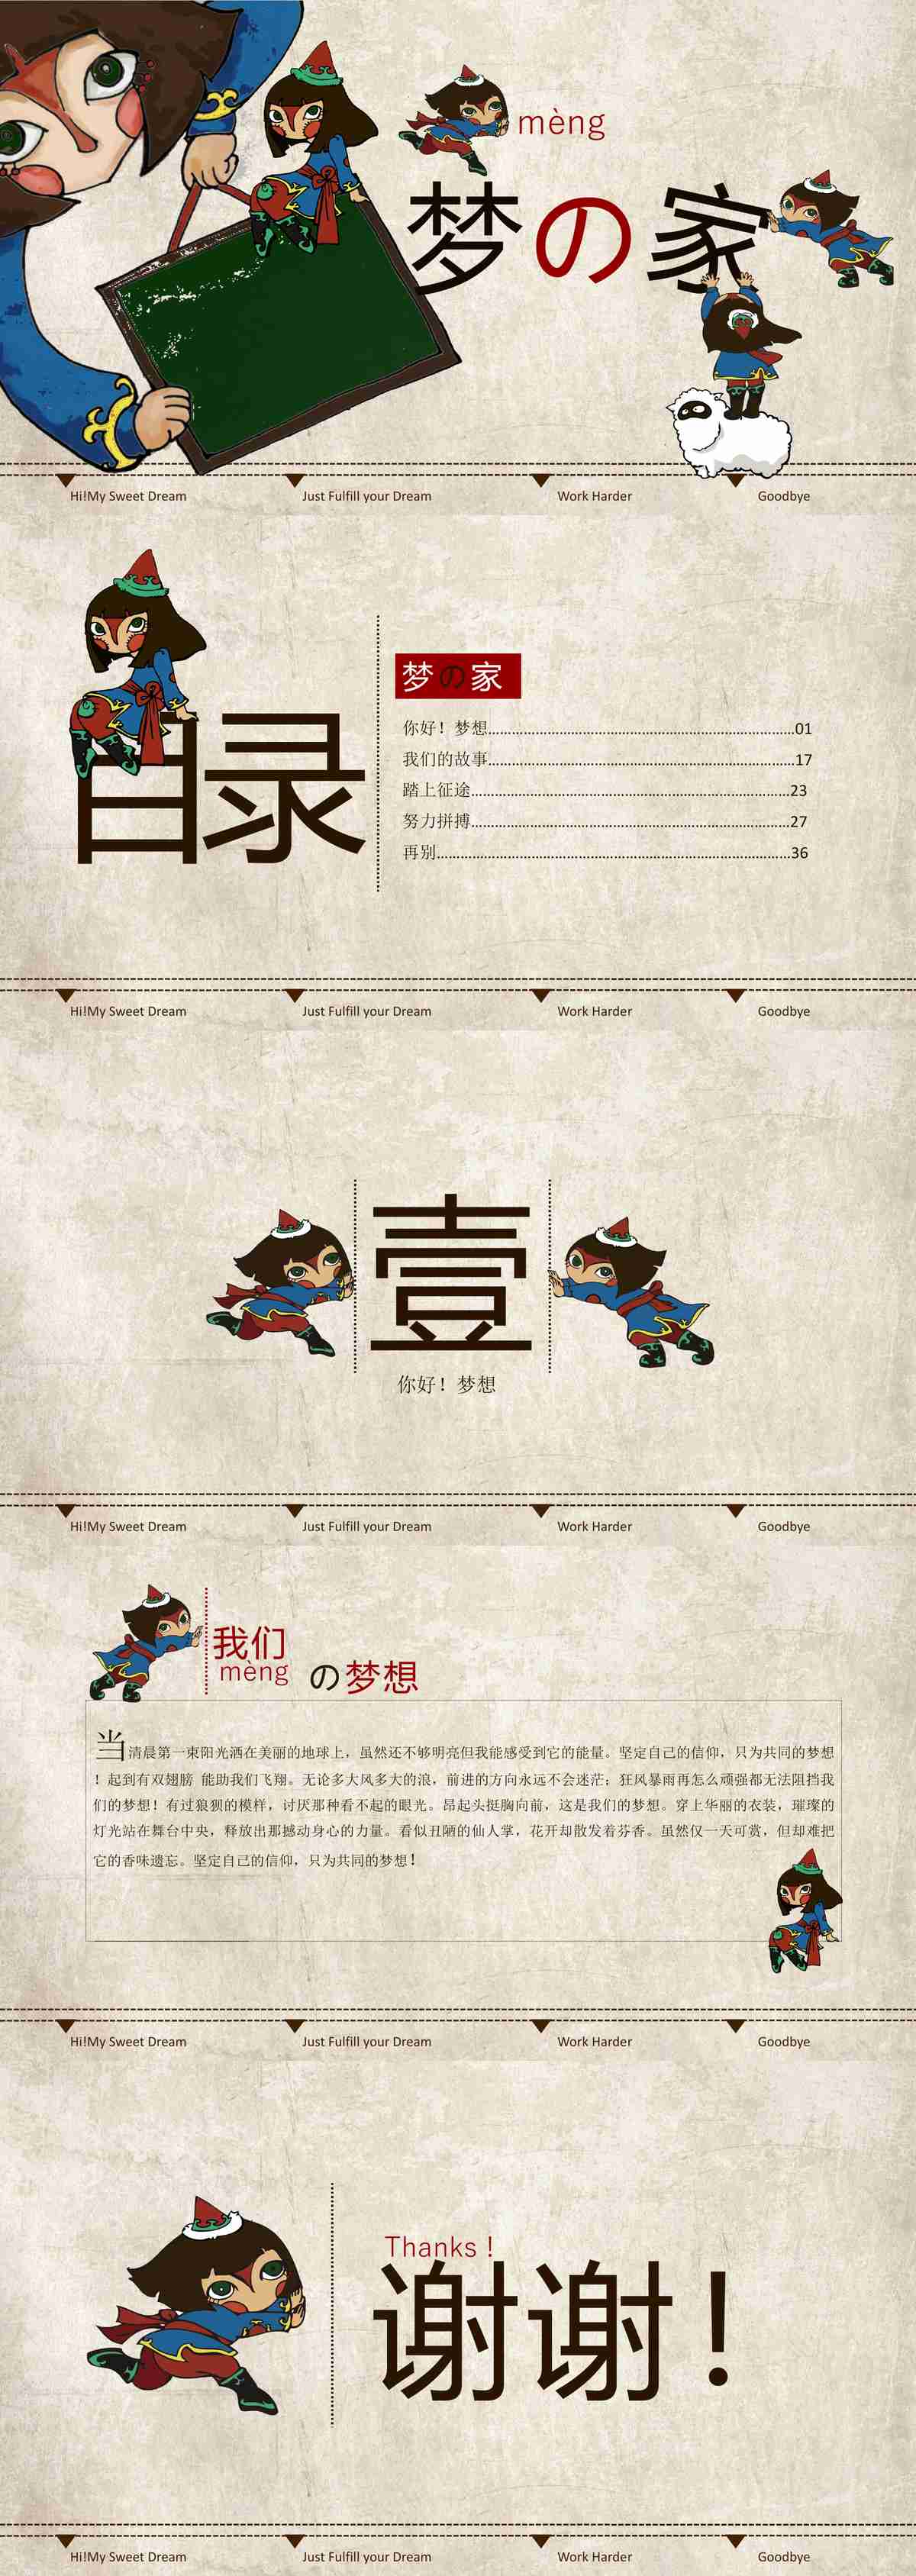 mèng
梦の家
Hi!My Sweet Dream
Just Fulfill your Dream
Work Harder
Goodbye
目录
梦の家
你好！梦想……………………………………………………01
我们的故事……………………………………………………17
踏上征途………………………………………………………23
努力拼搏………………………………………………………27
再别……………………………………………………………36
Hi!My Sweet Dream
Just Fulfill your Dream
Work Harder
Goodbye
壹
你好！梦想
Hi!My Sweet Dream
Just Fulfill your Dream
Work Harder
Goodbye
我们
mèng
の梦想
当清晨第一束阳光洒在美丽的地球上，虽然还不够明亮但我能感受到它的能量。坚定自己的信仰，只为共同的梦想
！起到有双翅膀 能助我们飞翔。无论多大风多大的浪，前进的方向永远不会迷茫；狂风暴雨再怎么顽强都无法阻挡我
们的梦想！有过狼狈的模样，讨厌那种看不起的眼光。昂起头挺胸向前，这是我们的梦想。穿上华丽的衣装，璀璨的
灯光站在舞台中央，释放出那撼动身心的力量。看似丑陋的仙人掌，花开却散发着芬香。虽然仅一天可赏，但却难把
它的香味遗忘。坚定自己的信仰，只为共同的梦想！
Hi!My Sweet Dream
Just Fulfill your Dream
Work Harder
Goodbye
Thanks !
谢谢！
Hi!My Sweet Dream
Just Fulfill your Dream
Work Harder
Goodbye